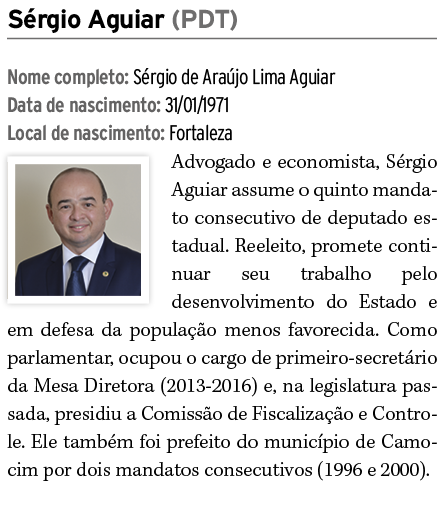 Sérgio Aguiar (PDT)
Nome completo: Sérgio de Araújo Lima Aguiar
Data de nascimento: 31/01/1971
Local de nascimento: Fortaleza
Advogado e economista, Sérgio
Aguiar assume o quinto manda-
to consecutivo de deputado es-
tadual. Reeleito, promete conti-
nuar seu trabalho pelo
desenvolvimento do Estado e
em defesa da população menos favorecida. Como
parlamentar, ocupou o cargo de primeiro-secretário
da Mesa Diretora (2013-2016) e, na legislatura pas-
sada, presidiu a Comissão de Fiscalização e Contro-
le. Ele também foi prefeito do município de Camo-
cim por dois mandatos consecutivos (1996 e 2000).